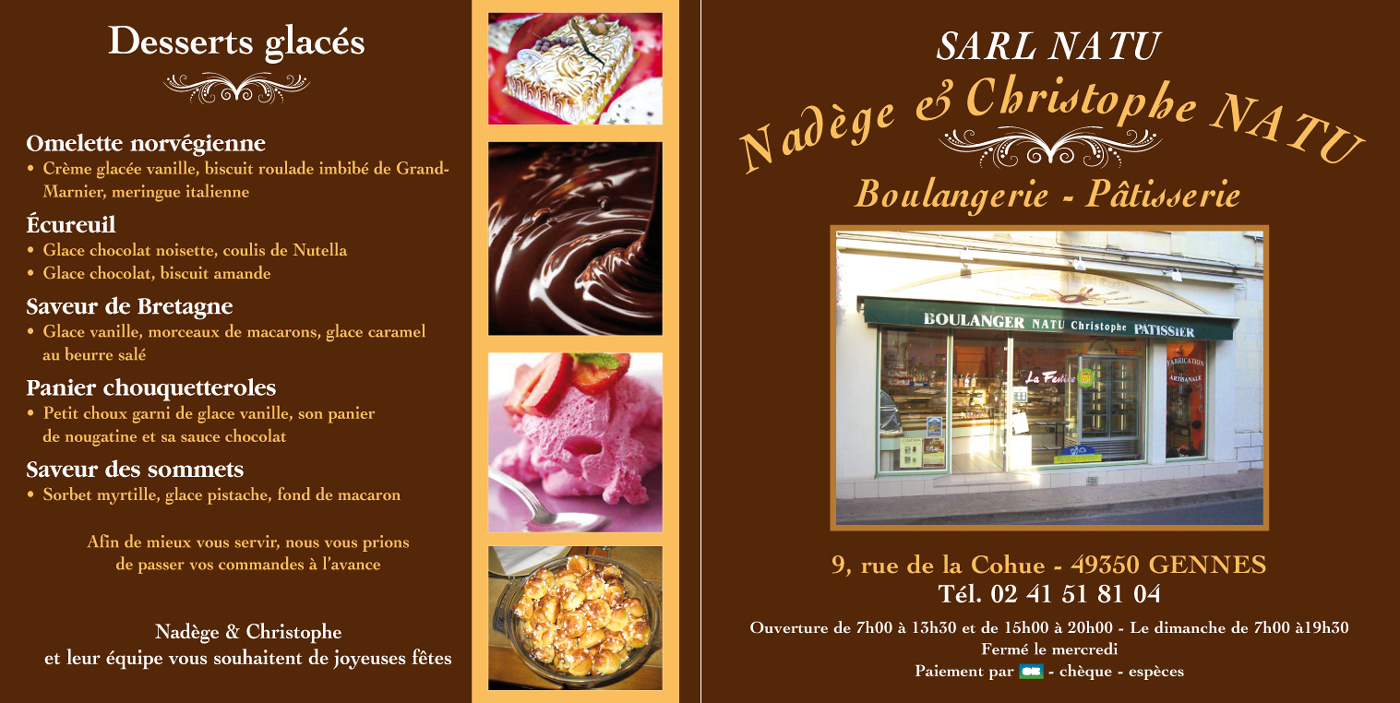 Desserts glacés
Omelette norvégienne
• Crème glacée vanille, biscuit roulade imbibé de Grand-
Marnier, meringue italienne
Écureuil
• Glace chocolat noisette, coulis de Nutella
• Glace chocolat, biscuit amande
Saveur de Bretagne
• Glace vanille, morceaux de macarons, glace caramel
au beurre salé
Panier chouquetteroles
• Petit choux garni de glace vanille, son panier
de nougatine et sa sauce chocolat
Saveur des sommets
• Sorbet myrtille, glace pistache, fond de macaron
Afin de mieux vous servir, nous vous prions
de passer vos commandes à l'avance
Nadège & Christophe
et leur équipe vous souhaitent de joyeuses fêtes
SARL NATU
Nadège & Christophe NATU
Boulangerie - Pâtisserie
BOULANGER NATU Christophe PATISSIER
La
FABRICATION
ARTISANALE
9, rue de la Cohue - 49350 GENNES
Tél. 02 41 51 81 04
Ouverture de 7h00 à 13h30 et de 15h00 à 20h00 - Le dimanche de 7h00 à19h30
Fermé le mercredi
Paiement par CB - chèque - espèces